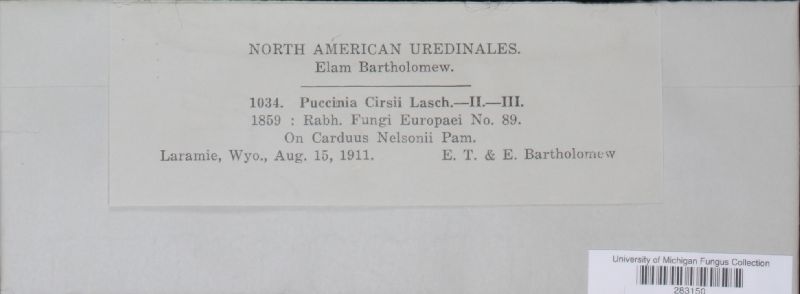 NORTH AMERICAN UREDINALES.
Elam Bartholomew.
1034. Puccinia Cirsii Lasch.—II.—III.
1859 : Rabh. Fungi Europaei No. 89.
On Carduus Nelsonii Pam.
Laramie, Wyo., Aug. 15, 1911. E. T. & E. Bartholomew
University of Michigan Fungus Collection
283150